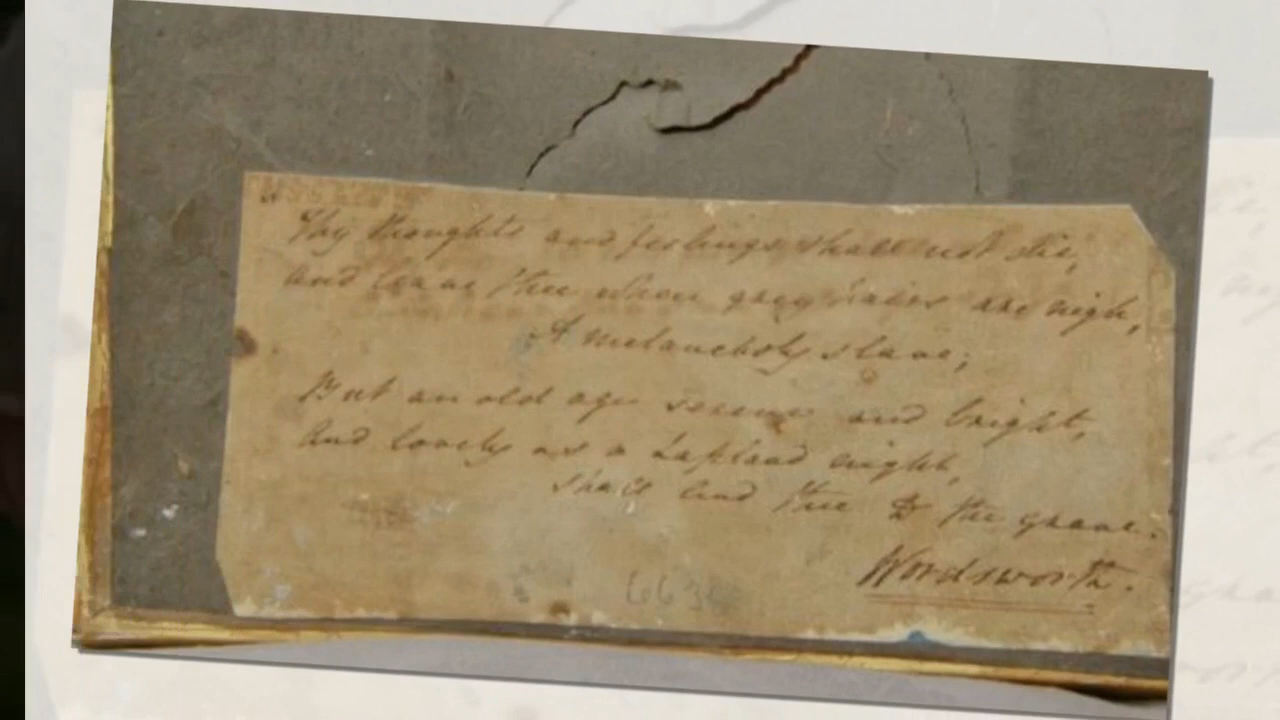 Thy thoughts and feelings shall not die,
and leave thee when grey hairs are nigh,
A melancholy slave;
But an old age serene and bright,
And lovely as a Lapland night,
Shall lead thee to the grave.
Wordsworth.